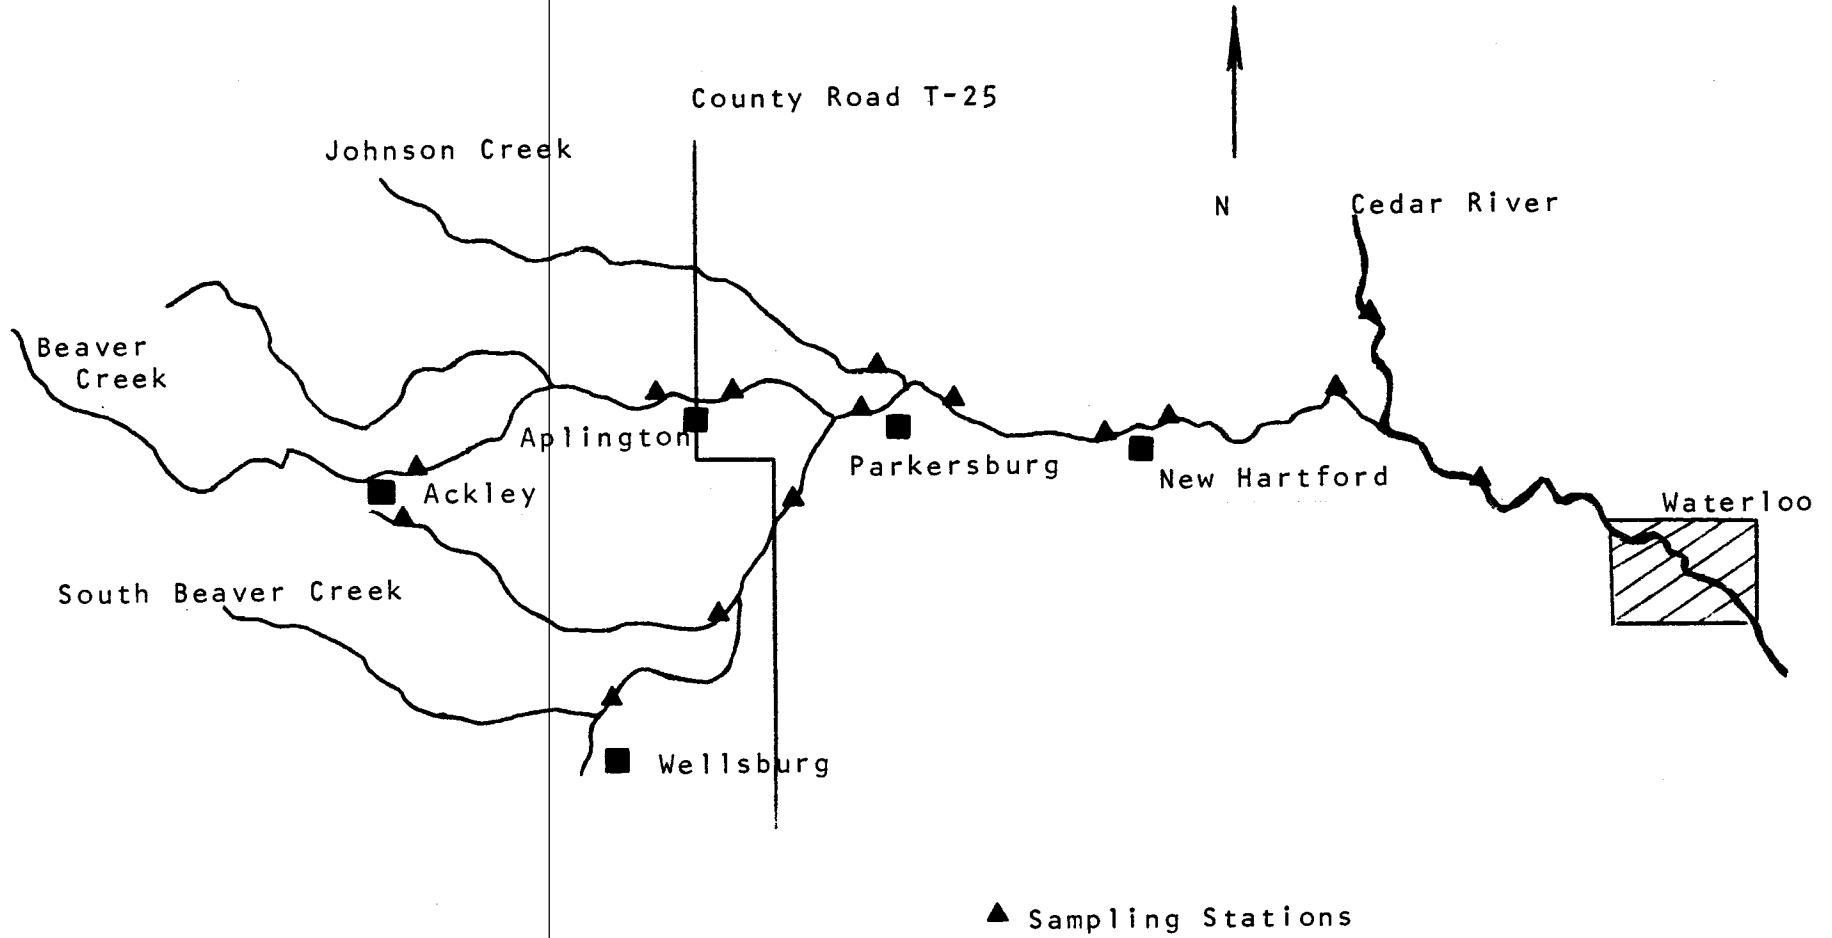 County Road T-25
Johnson Creek
N
Cedar River
Beaver
Creek
Aplington
Parkersburg
New Hartford
Ackley
Waterloo
South Beaver Creek
Wellsburg
Sampling Stations